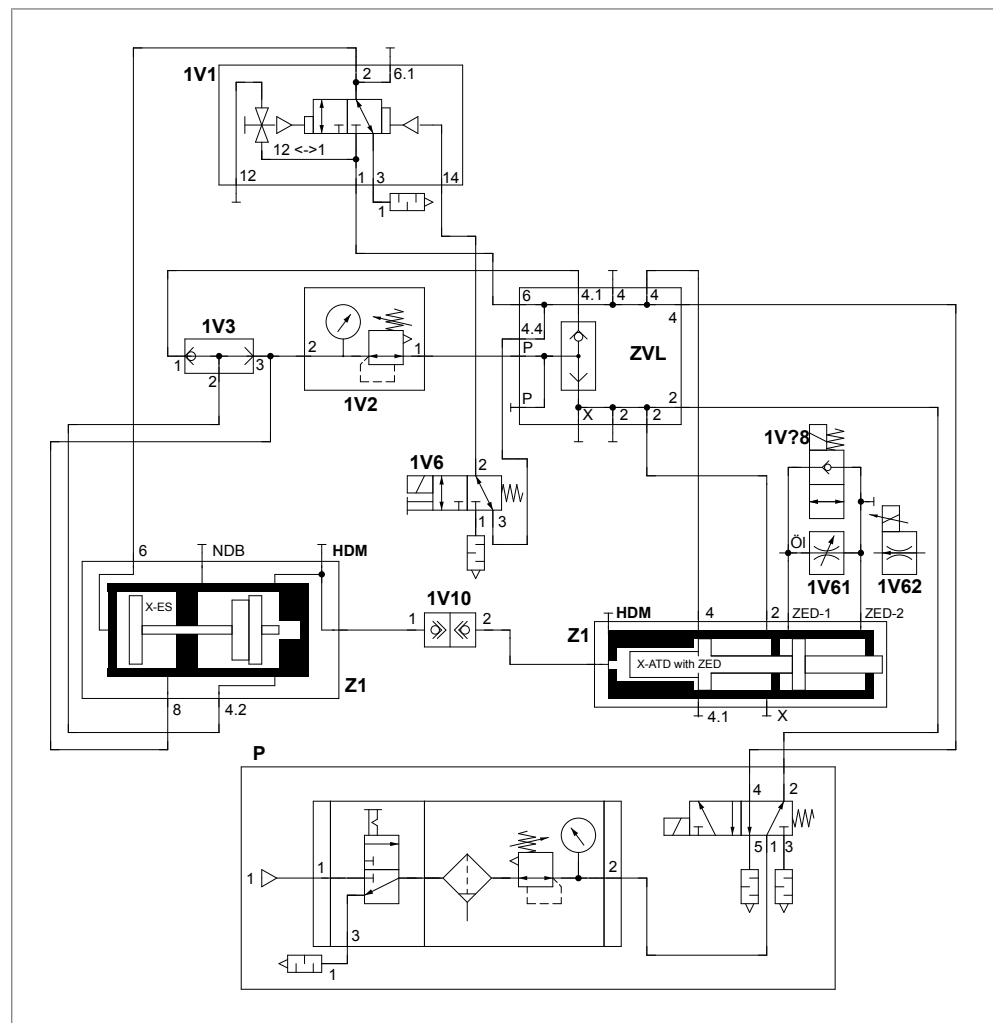 2 6.1
1V1
12 <->1
12 1 3 14
1
6 4.1 4 4
4.4 4
1V3
2 1 P ZVL
1 3
2
1V2
P 2
X 2 2
1V?8
1V6
2
1 3
Öl
6 NDB HDM
1V61 1V62
1V10
1 2 HDM 4 2 ZED-1 ZED-2
X-ES
Z1
X-ATD with ZED
Z1
8 4.2
4.1 X
P
4 2
5 1 3
1 1 2
3
1